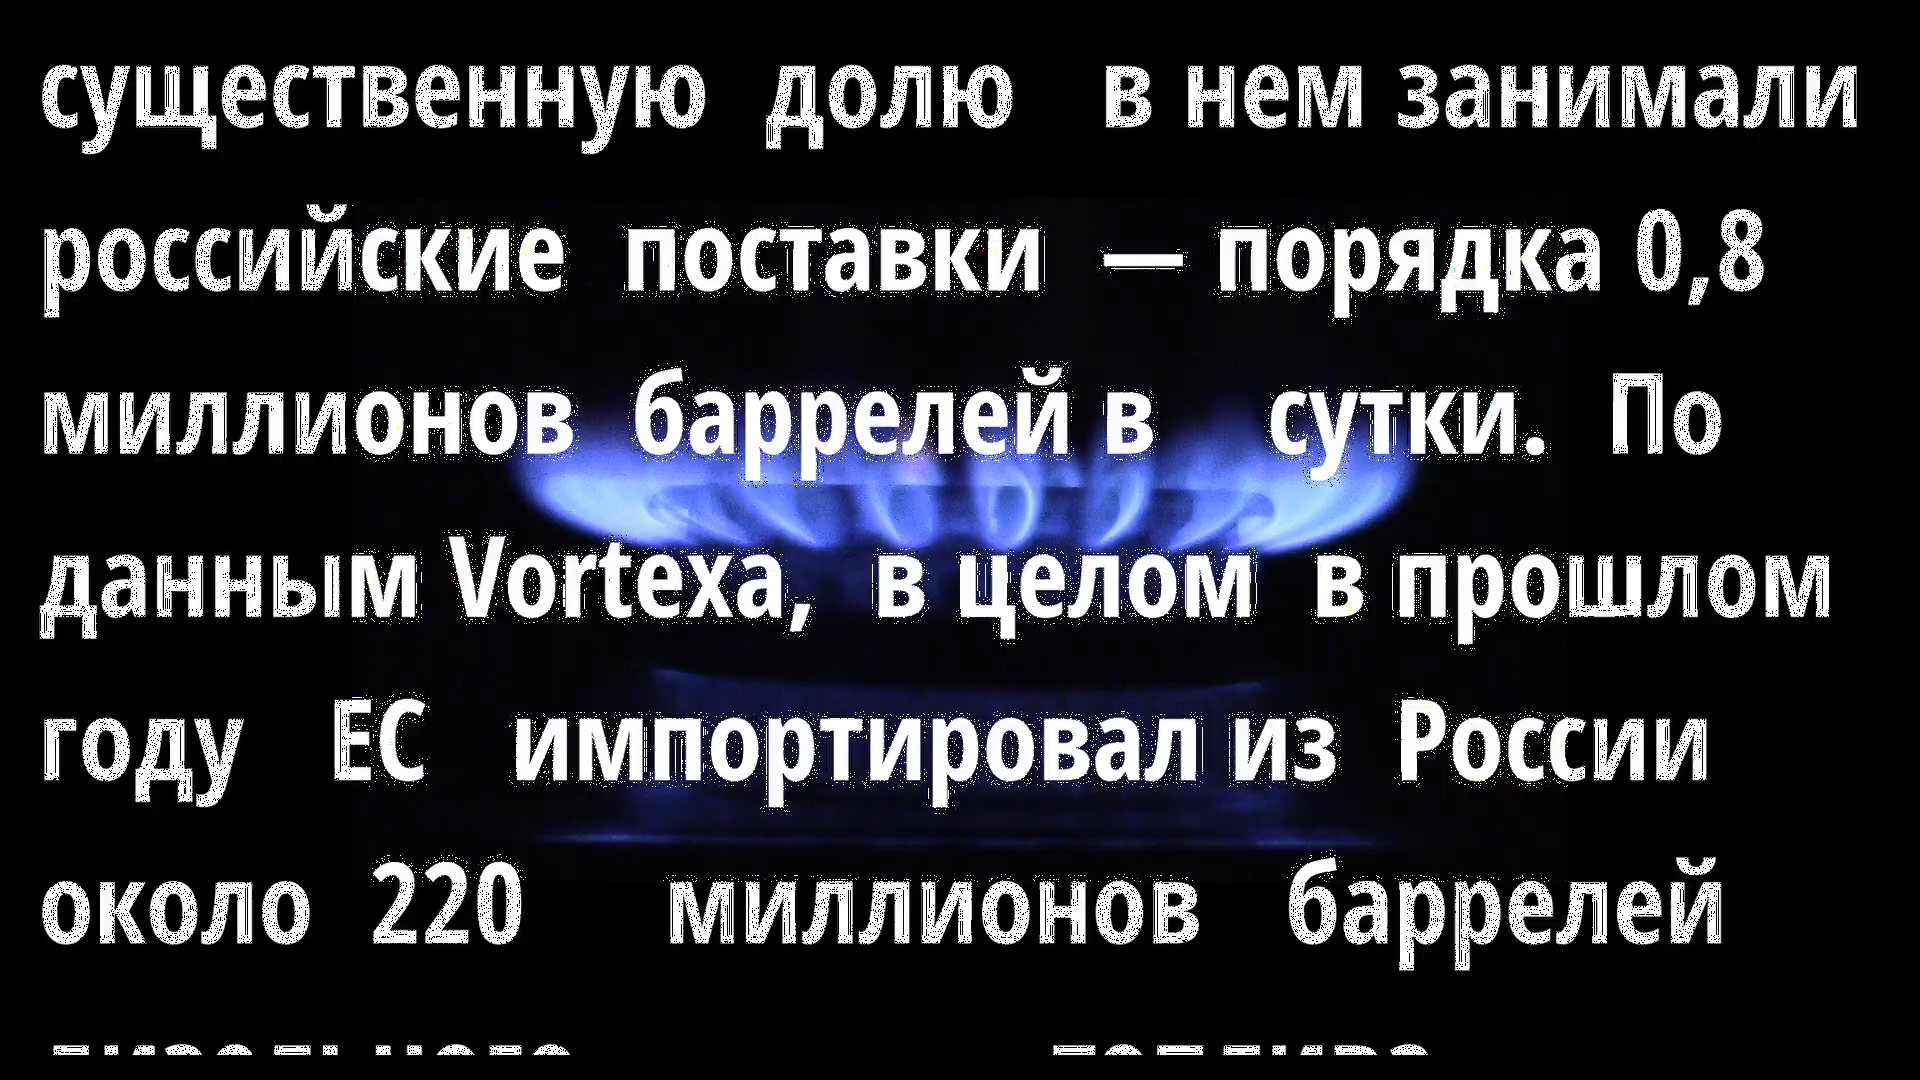 существенную долю в нем занимали
российские поставки — порядка 0,8
миллионов баррелей в сутки. По
данным Vortexa, в целом в прошлом
году ЕС импортировал из России
около 220 миллионов баррелей